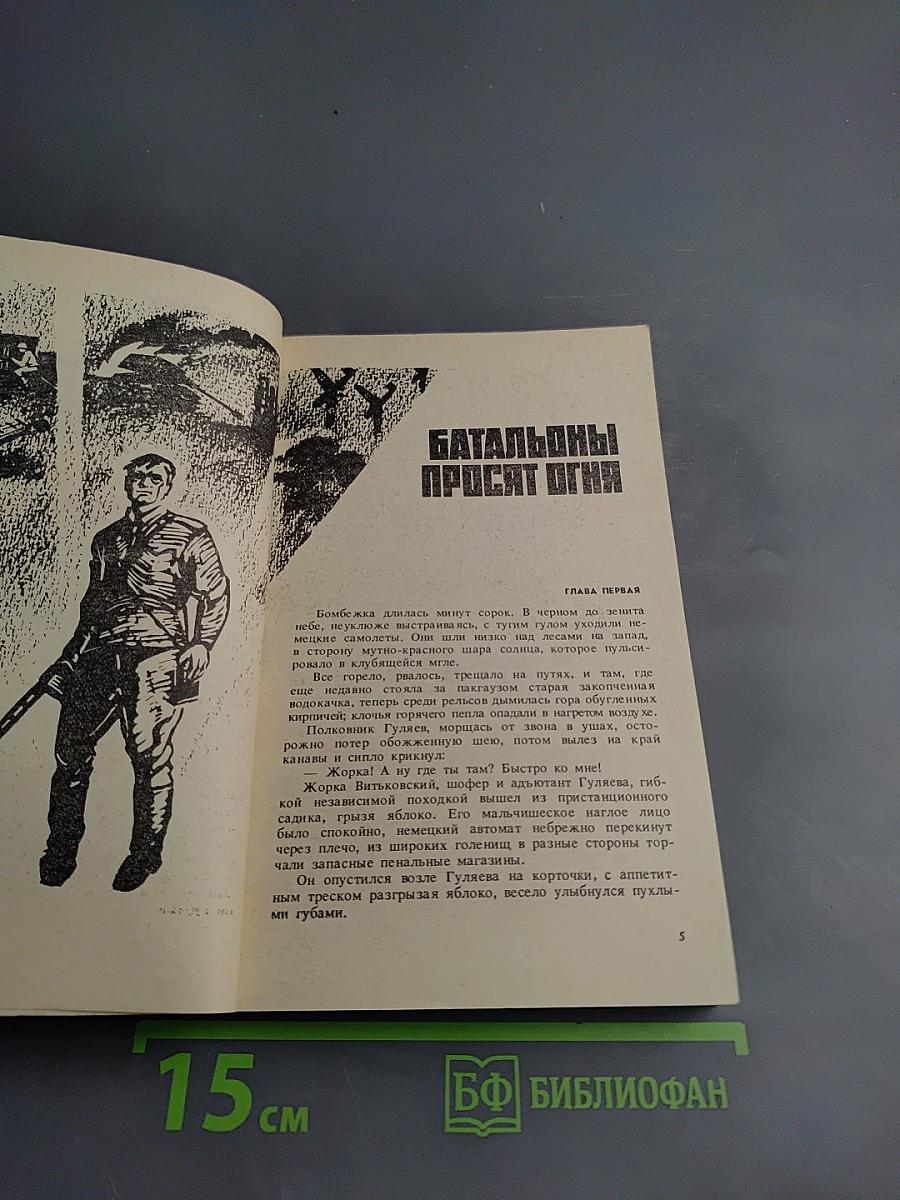 БАТАЛЬОНЫ
ПРОСЯТ ОГНЯ
ГЛАВА ПЕРВАЯ
Бомбежка длилась минут сорок. В черном до зенита
небе, неуклюже выстраиваясь, с тугим гулом уходили не-
мецкие самолеты. Они шли низко над лесами на запад,
в сторону мутно-красного шара солнца, которое пульси-
ровало в клубящейся мгле.
Все горело, рвалось, трещало на путях, и там, где
еще недавно стояла за пакгаузом старая закопченная
водокачка, теперь среди рельсов дымилась гора обугленных
кирпичей; клочья горячего пепла опадали в нагретом воздухе.
Полковник Гуляев, морщась от звона в ушах, осто-
рожно потер обожженную шею, потом вылез на край
канавы и сипло крикнул:
— Жорка! А ну где ты там? Быстро ко мне!
Жорка Витьковский, шофер и адъютант Гуляева, гиб-
кой независимой походкой вышел из пристанционного
садика, грызя яблоко. Его мальчишеское наглое лицо
было спокойно, немецкий автомат небрежно перекинут
через плечо, из широких голенищ в разные стороны тор-
чали запасные пенальные магазины.
Он опустился возле Гуляева на корточки, с аппетит-
ным треском разгрызая яблоко, весело улыбнулся пухлы-
ми губами.
5
15 см
БФ БИБЛИОФАН